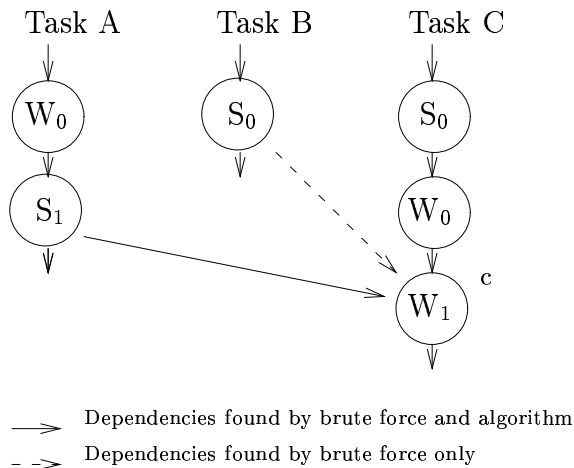 Task A Task B Task C
W0 S0 S0
S1 W0
W1 c
Dependencies found by brute force and algorithm
Dependencies found by brute force only